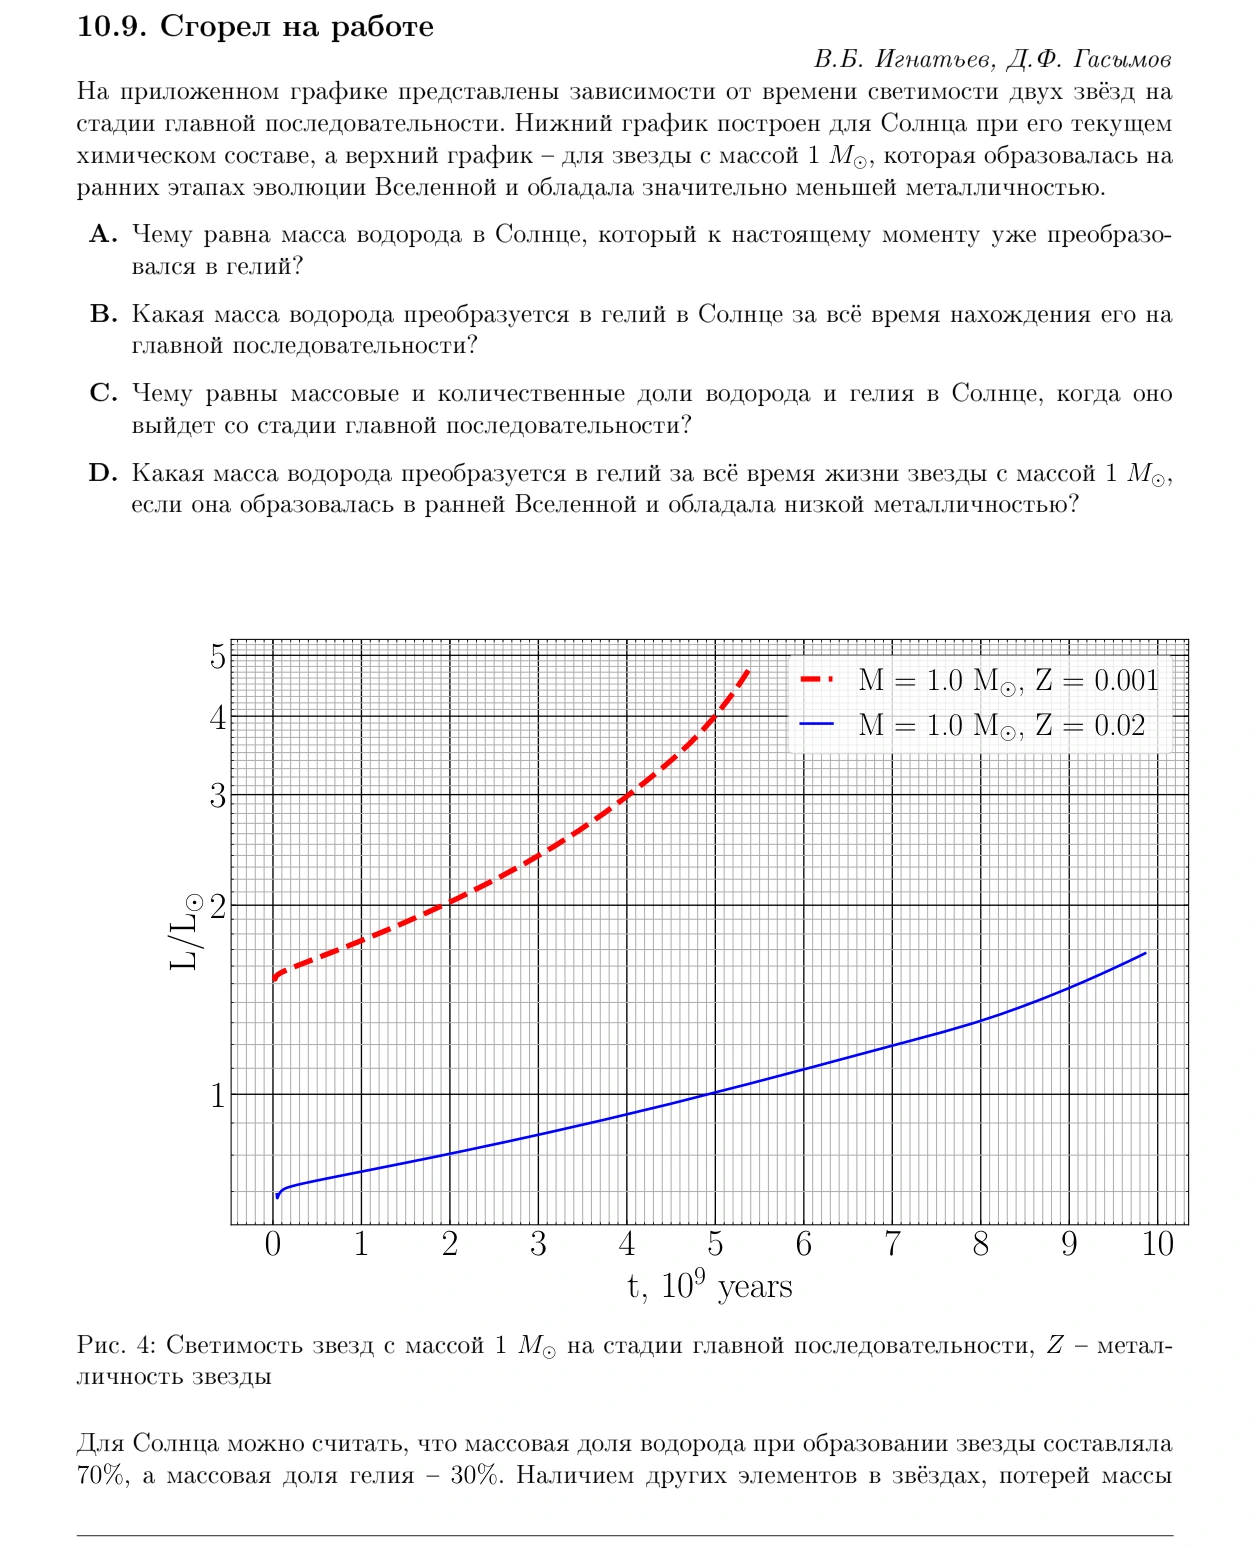 10.9. Сгорел на работе
В.Б. Игнатьев, Д.Ф. Гасымов
На приложенном графике представлены зависимости от времени светимости двух звёзд на
стадии главной последовательности. Нижний график построен для Солнца при его текущем
химическом составе, а верхний график – для звезды с массой 1 M☉, которая образовалась на
ранних этапах эволюции Вселенной и обладала значительно меньшей металличностью.
A. Чему равна масса водорода в Солнце, который к настоящему моменту уже преобразо-
вался в гелий?
B. Какая масса водорода преобразуется в гелий в Солнце за всё время нахождения его на
главной последовательности?
C. Чему равны массовые и количественные доли водорода и гелия в Солнце, когда оно
выйдет со стадии главной последовательности?
D. Какая масса водорода преобразуется в гелий за всё время жизни звезды с массой 1 M☉,
если она образовалась в ранней Вселенной и обладала низкой металличностью?
5
4
3
2
1
L/L☉
M = 1.0 M☉, Z = 0.001
M = 1.0 M☉, Z = 0.02
0 1 2 3 4 5 6 7 8 9 10
t, 10⁹ years
Рис. 4: Светимость звезд с массой 1 M☉ на стадии главной последовательности, Z – метал-
личность звезды
Для Солнца можно считать, что массовая доля водорода при образовании звезды составляла
70%, а массовая доля гелия – 30%. Наличием других элементов в звёздах, потерей массы